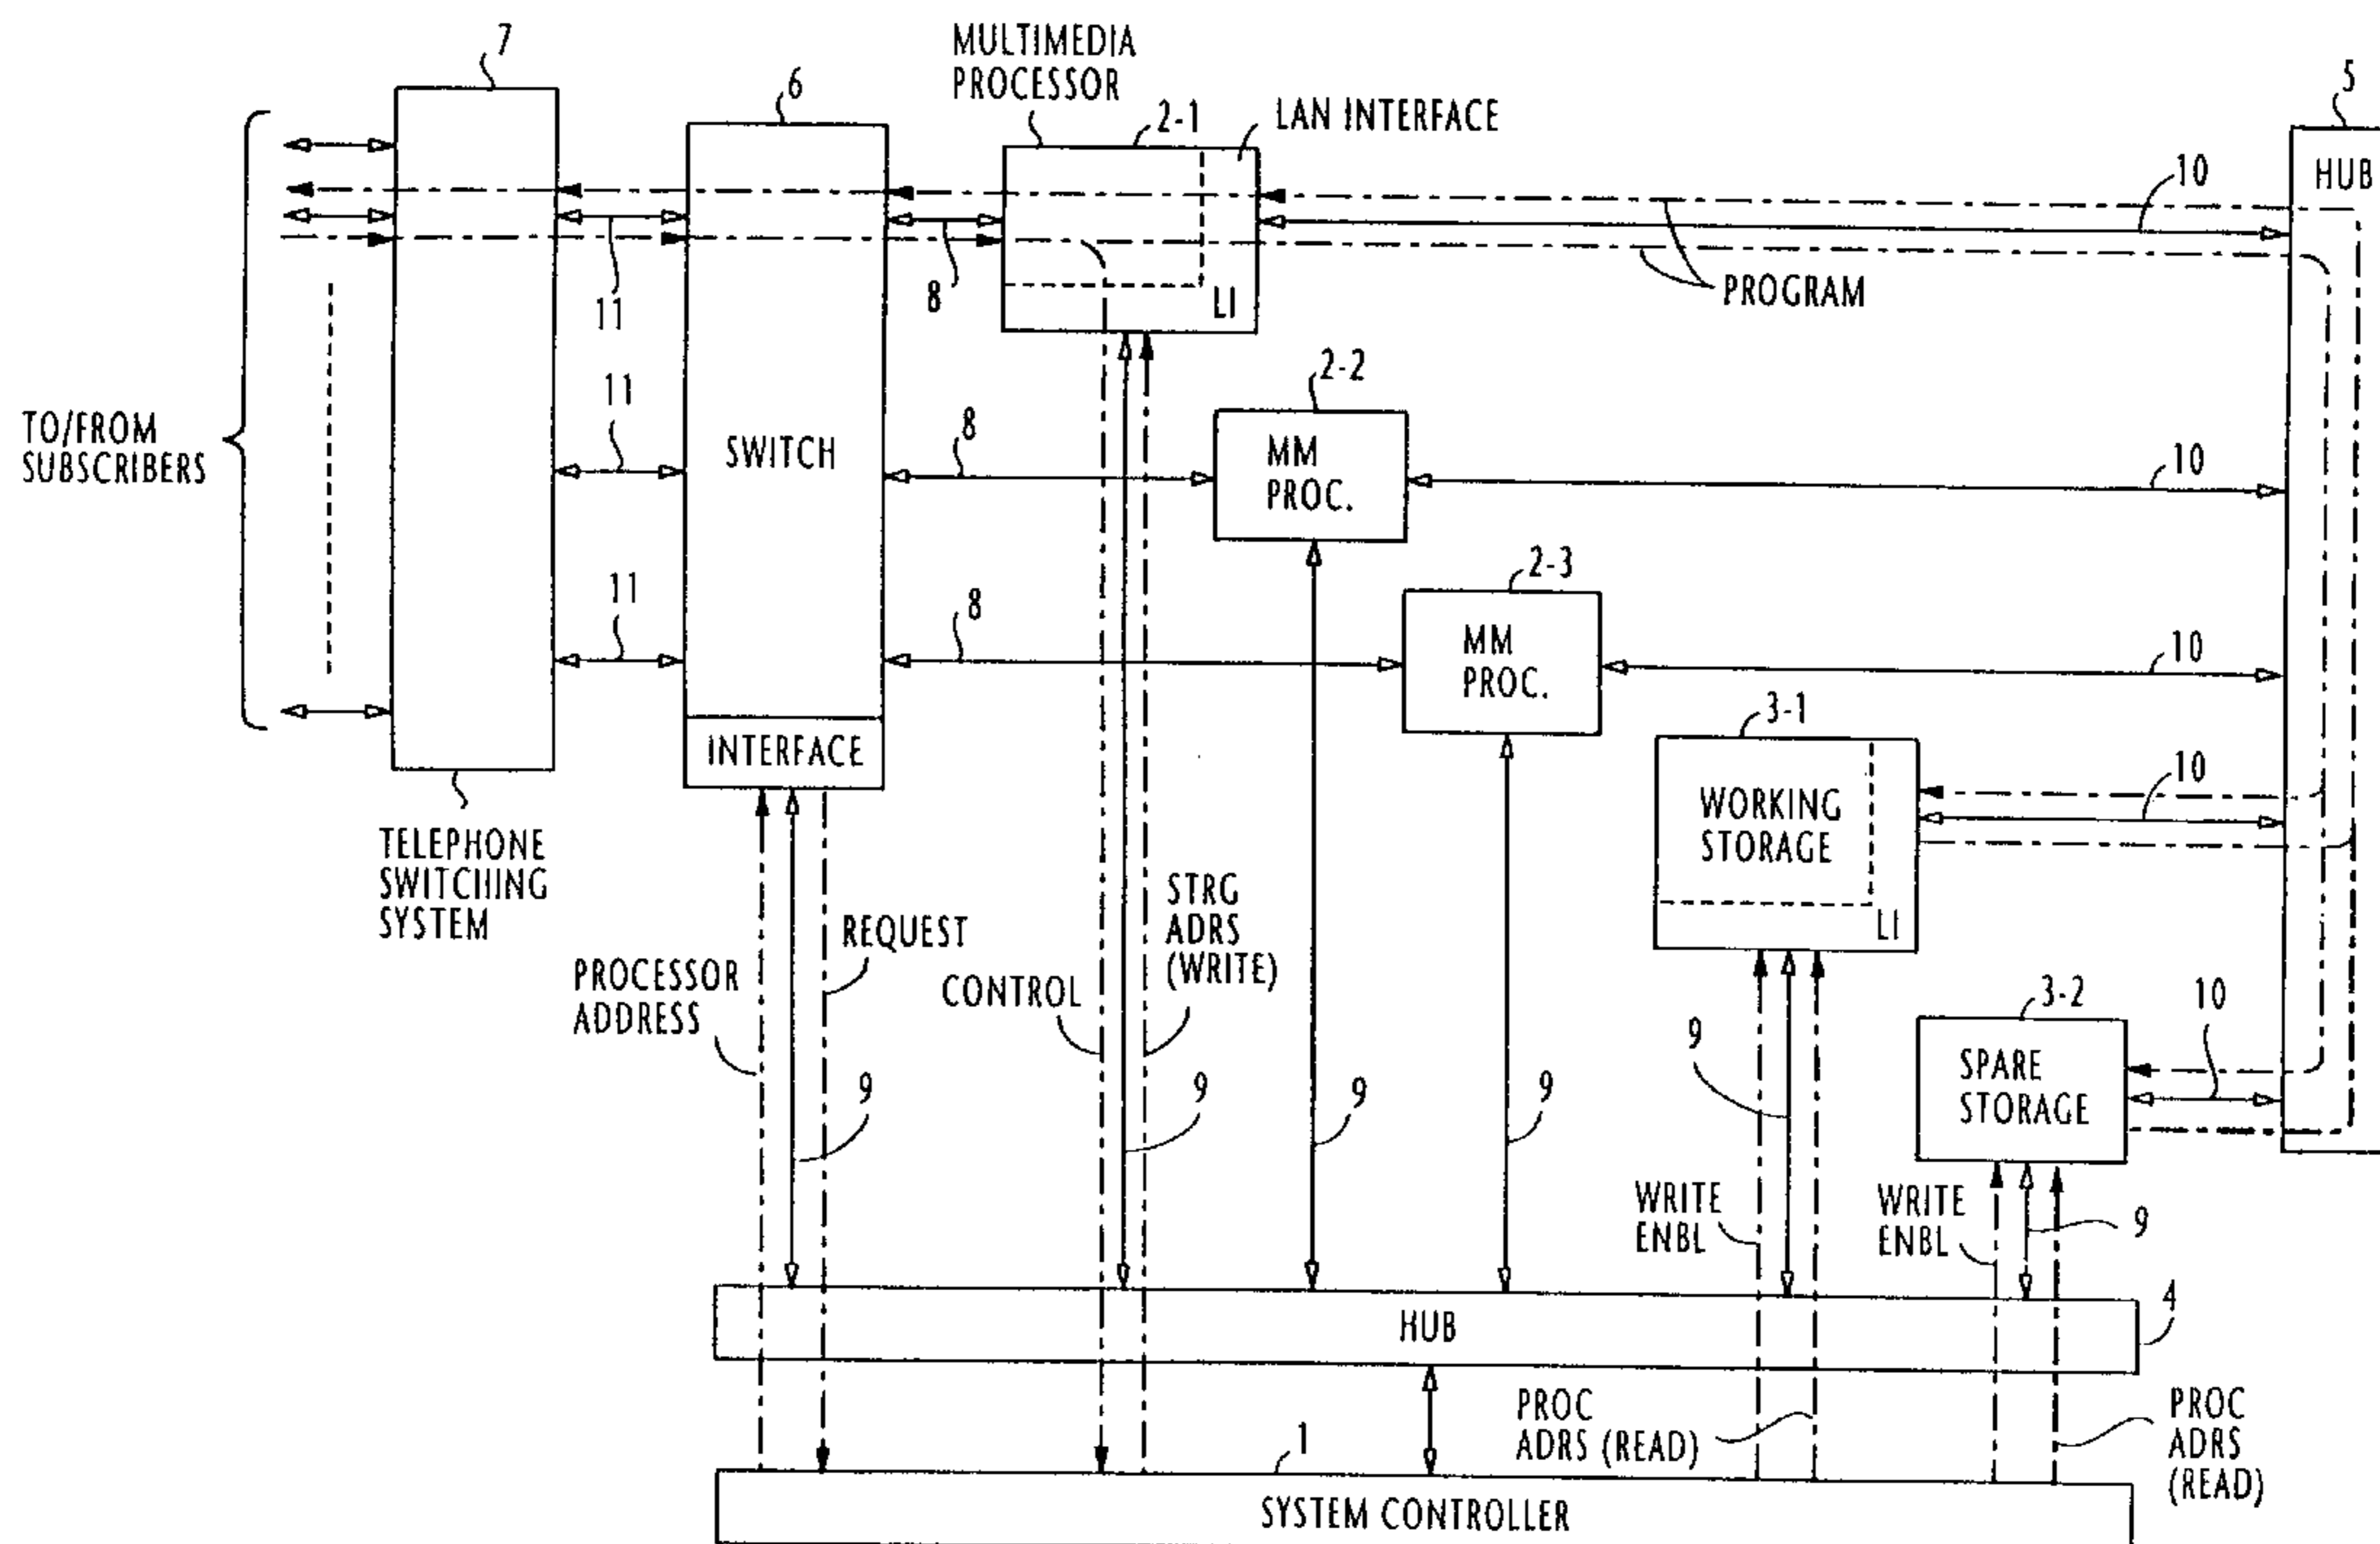 7
MULTIMEDIA
PROCESSOR
6
2-1
LAN INTERFACE
5
HUB
10
11
8
LI
PROGRAM
TO/FROM
SUBSCRIBERS
11
SWITCH
8
2-2
MM
PROC.
10
11
8
2-3
MM
PROC.
10
INTERFACE
3-1
WORKING
STORAGE
LI
10
TELEPHONE
SWITCHING
SYSTEM
PROCESSOR
ADDRESS
REQUEST
CONTROL
STRG
ADRS
(WRITE)
3-2
10
SPARE
STORAGE
9
9
9
9
9
9
WRITE
ENBL
WRITE
ENBL
HUB
4
PROC
ADRS (READ)
PROC
ADRS
(READ)
1
SYSTEM CONTROLLER